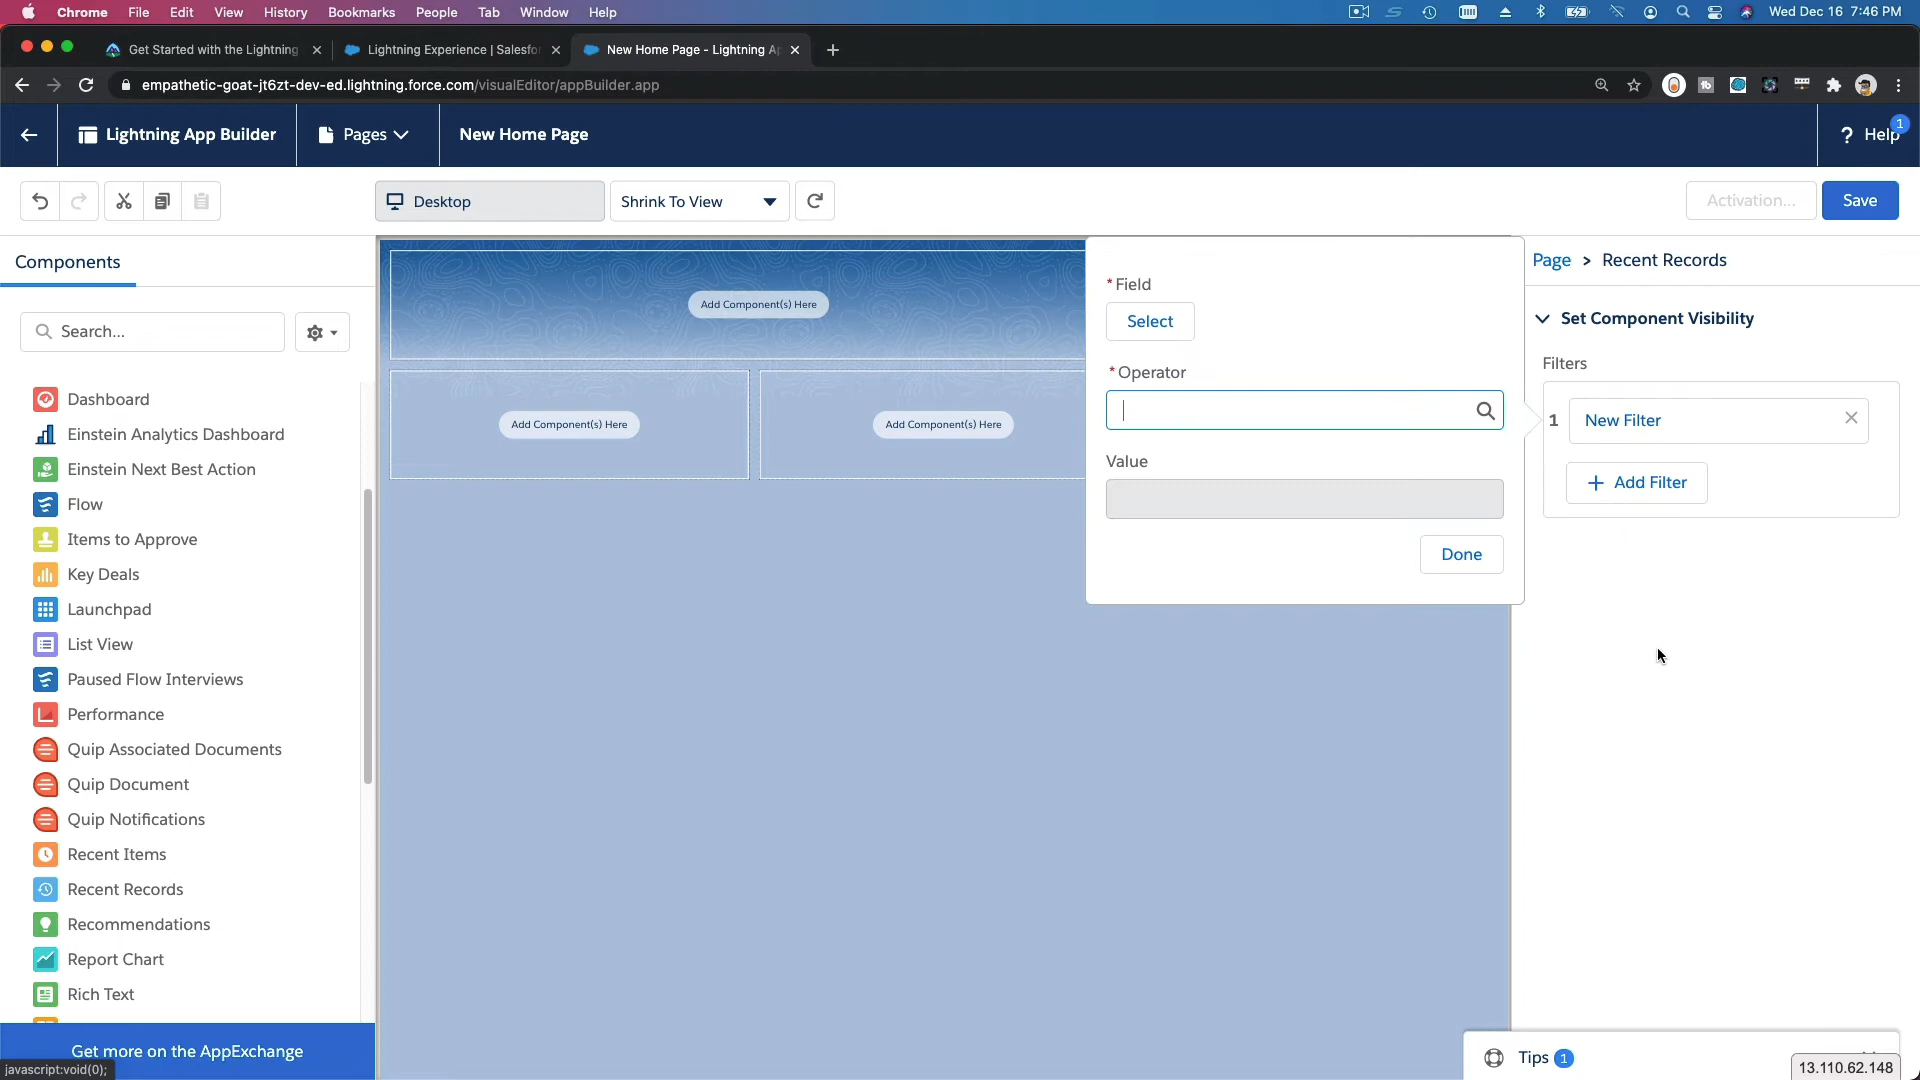 Chrome File Edit View History Bookmarks People Tab Window Help Wed Dec 16 7:46 PM
Get Started with the Lightning Lightning Experience | Salesfo New Home Page - Lightning Ap
empathetic-goat-jt6zt-dev-ed.lightning.force.com/visualEditor/appBuilder.app
Lightning App Builder Pages New Home Page ? Help 1
Desktop Shrink To View Activation... Save
Components
Search...
Dashboard
Einstein Analytics Dashboard
Einstein Next Best Action
Flow
Items to Approve
Key Deals
Launchpad
List View
Paused Flow Interviews
Performance
Quip Associated Documents
Quip Document
Quip Notifications
Recent Items
Recent Records
Recommendations
Report Chart
Rich Text
Get more on the AppExchange
javascript:void(0);
Add Component(s) Here
Add Component(s) Here
Add Component(s) Here
* Field
Select
* Operator
Value
Done
Page > Recent Records
Set Component Visibility
Filters
1 New Filter
+ Add Filter
Tips 1
13.110.62.148